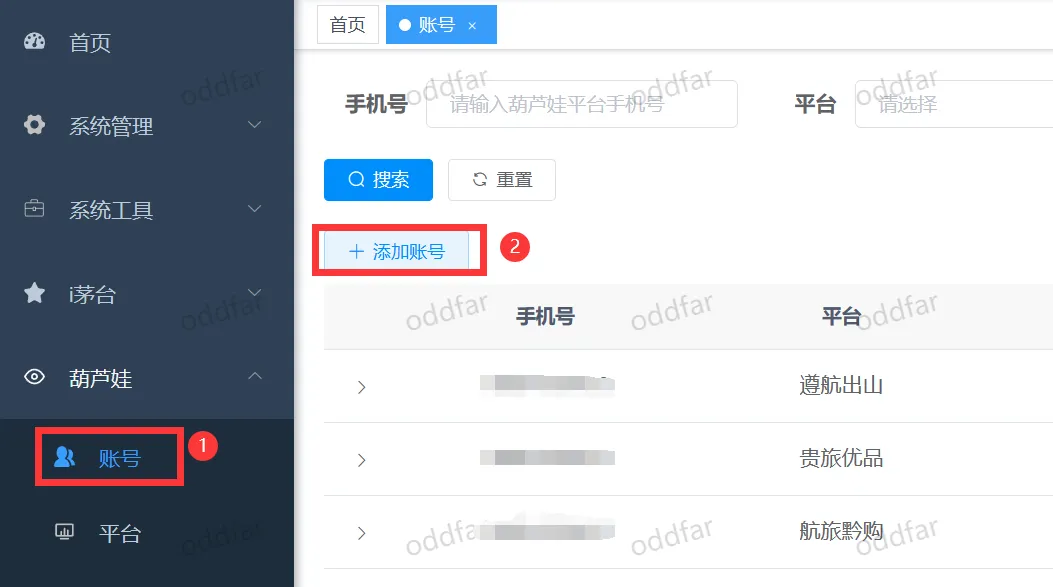 首页
系统管理
系统工具
i茅台
葫芦娃
账号
1
平台
首页
账号 ×
手机号 请输入葫芦娃平台手机号 平台 请选择
搜索 重置
+ 添加账号 2
手机号 平台
遵航出山
贵旅优品
航旅黔购
oddfar
oddfar
oddfar
oddfar
oddfar
oddfar
oddfar
oddfar
oddfar
oddfar
oddfar
oddfar